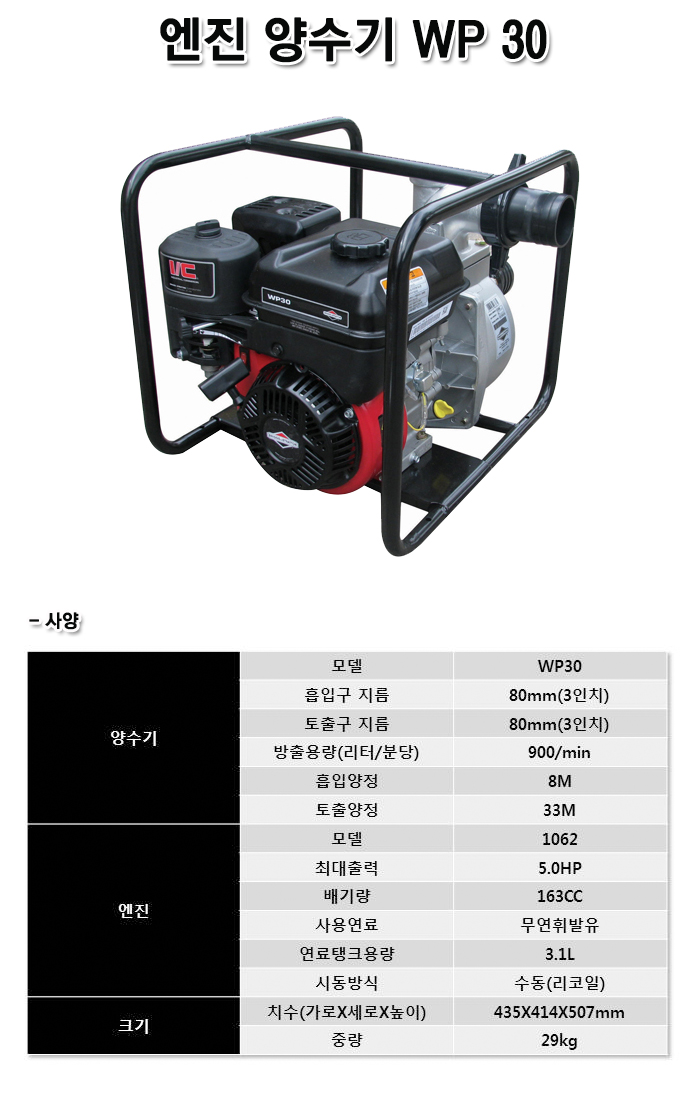 엔진 양수기 WP 30
VC
WP30
– 사양
양수기
모델 WP30
흡입구 지름 80mm(3인치)
토출구 지름 80mm(3인치)
방출용량(리터/분당) 900/min
흡입양정 8M
토출양정 33M
엔진
모델 1062
최대출력 5.0HP
배기량 163CC
사용연료 무연휘발유
연료탱크용량 3.1L
시동방식 수동(리코일)
크기
치수(가로X세로X높이) 435X414X507mm
중량 29kg